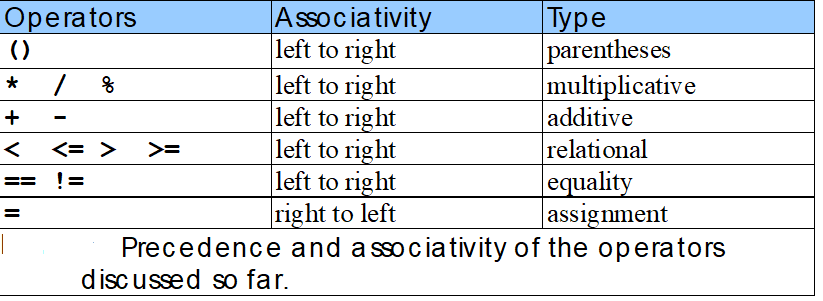 Operators Associativity Type
() left to right parentheses
* / % left to right multiplicative
+ - left to right additive
< <= > >= left to right relational
== != left to right equality
= right to left assignment
Precedence and associativity of the operators
discussed so far.